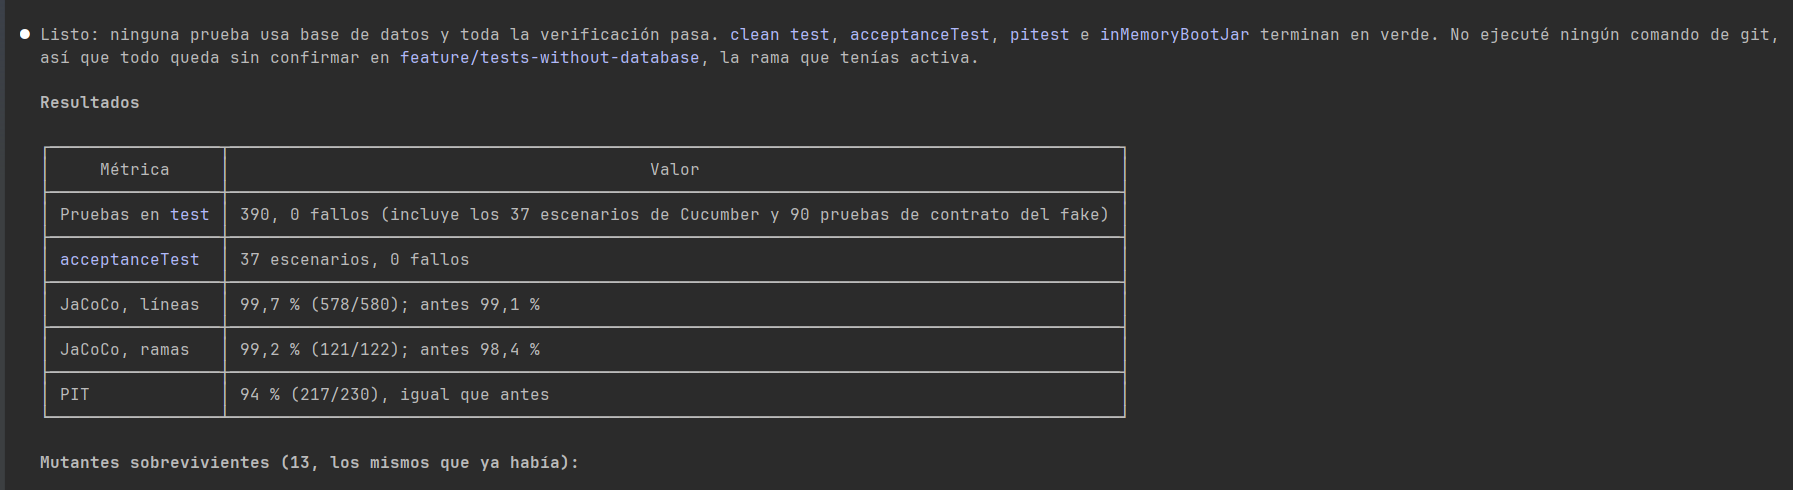 ● Listo: ninguna prueba usa base de datos y toda la verificación pasa. clean test, acceptanceTest, pitest e inMemoryBootJar terminan en verde. No ejecuté ningún comando de git,
así que todo queda sin confirmar en feature/tests-without-database, la rama que tenías activa.
Resultados
Métrica Valor
Pruebas en test 390, 0 fallos (incluye los 37 escenarios de Cucumber y 90 pruebas de contrato del fake)
acceptanceTest 37 escenarios, 0 fallos
JaCoCo, líneas 99,7 % (578/580); antes 99,1 %
JaCoCo, ramas 99,2 % (121/122); antes 98,4 %
PIT 94 % (217/230), igual que antes
Mutantes sobrevivientes (13, los mismos que ya había):